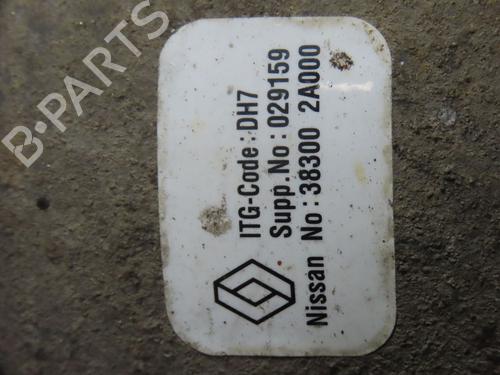 ITG-Code : DH7
Supp.No : 029159
Nissan No : 38300 2A000
B-PARTS